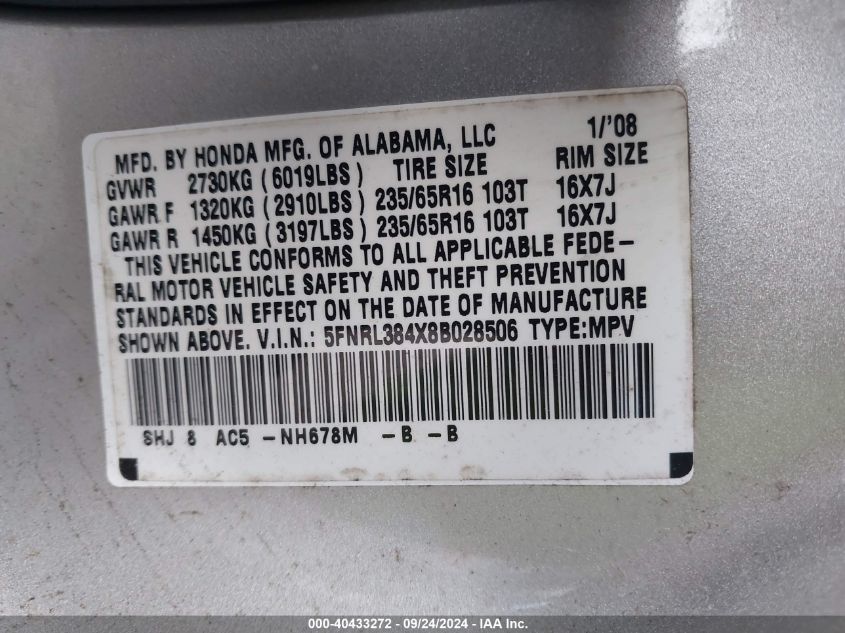 MFD. BY HONDA MFG. OF ALABAMA, LLC 1/'08
GVWR 2730KG (6019LBS) TIRE SIZE RIM SIZE
GAWR F 1320KG (2910LBS) 235/65R16 103T 16X7J
GAWR R 1450KG (3197LBS) 235/65R16 103T 16X7J
THIS VEHICLE CONFORMS TO ALL APPLICABLE FEDE-
RAL MOTOR VEHICLE SAFETY AND THEFT PREVENTION
STANDARDS IN EFFECT ON THE DATE OF MANUFACTURE
SHOWN ABOVE. V.I.N.: 5FNRL384X8B028506 TYPE:MPV
SHJ 8 AC5 -NH678M -B -B
000-40433272 - 09/24/2024 - IAA Inc.